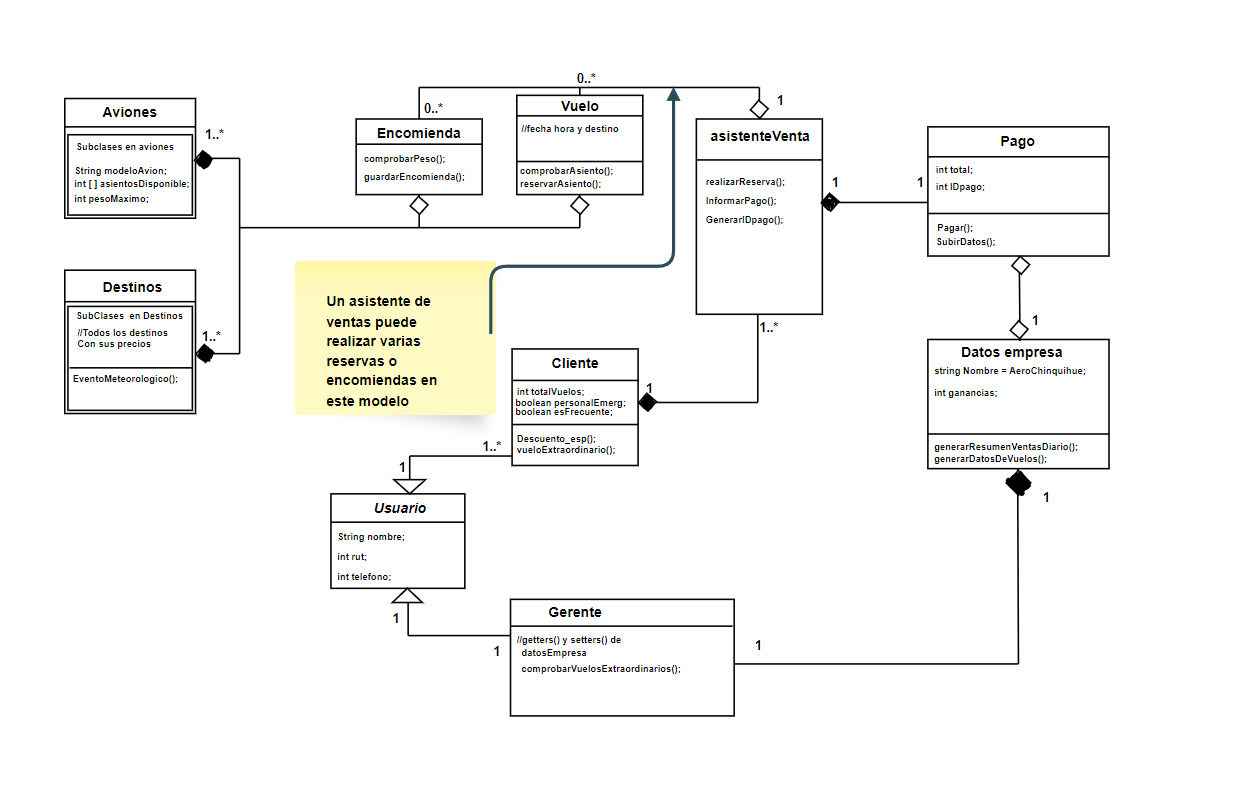 Aviones
Subclases en aviones
String modeloAvion;
int [ ] asientosDisponible;
int pesoMaximo;
1..*
Destinos
SubClases en Destinos
//Todos los destinos
Con sus precios
EventoMeteorologico();
1..*
0..*
0..*
Encomienda
comprobarPeso();
guardarEncomienda();
Vuelo
//fecha hora y destino
comprobarAsiento();
reservarAsiento();
1
asistenteVenta
realizarReserva();
InformarPago();
GenerarIDpago();
1
1
1..*
Pago
int total;
int IDpago;
Pagar();
SubirDatos();
1
Datos empresa
string Nombre = AeroChinquihue;
int ganancias;
generarResumenVentasDiario();
generarDatosDeVuelos();
1
Un asistente de
ventas puede
realizar varias
reservas o
encomiendas en
este modelo
Cliente
int totalVuelos;
boolean personalEmerg;
boolean esFrecuente;
Descuento_esp();
vueloExtraordinario();
1
1..*
1
Usuario
String nombre;
int rut;
int telefono;
1
1
Gerente
//getters() y setters() de
datosEmpresa
comprobarVuelosExtraordinarios();
1